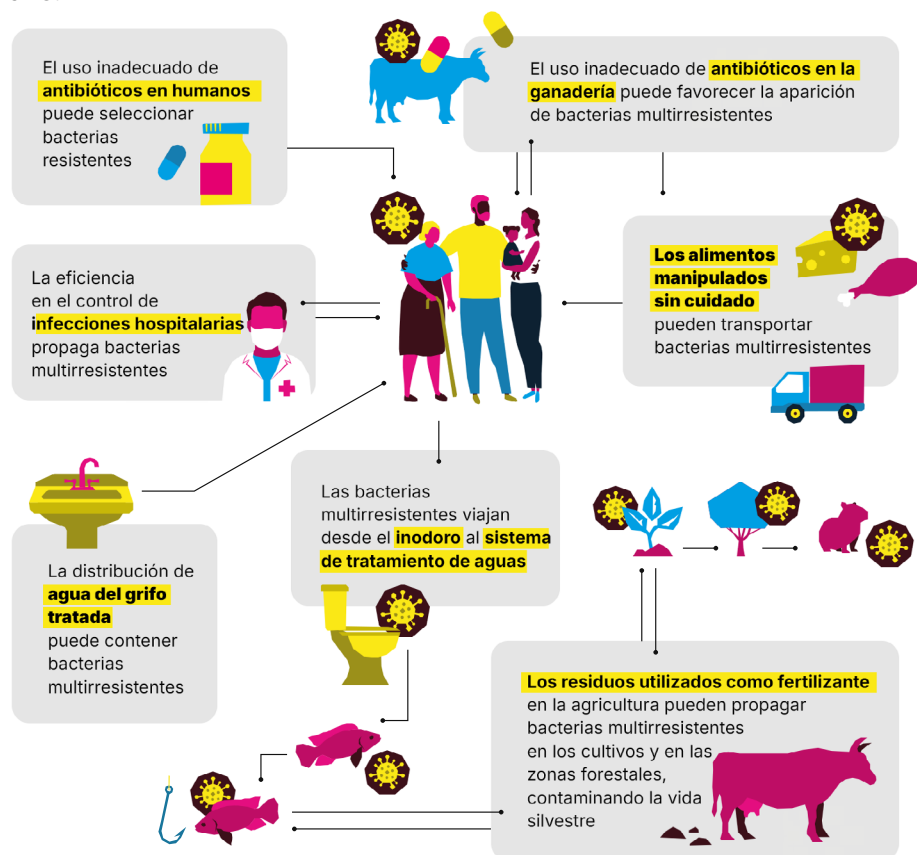 El uso inadecuado de
antibióticos en humanos
puede seleccionar
bacterias
resistentes
El uso inadecuado de antibióticos en la
ganadería puede favorecer la aparición
de bacterias multirresistentes
La eficiencia
en el control de
infecciones hospitalarias
propaga bacterias
multirresistentes
Los alimentos
manipulados
sin cuidado
pueden transportar
bacterias multirresistentes
Las bacterias
multirresistentes viajan
desde el inodoro al sistema
de tratamiento de aguas
La distribución de
agua del grifo
tratada
puede contener
bacterias
multirresistentes
Los residuos utilizados como fertilizante
en la agricultura pueden propagar
bacterias multirresistentes
en los cultivos y en las
zonas forestales,
contaminando la vida
silvestre